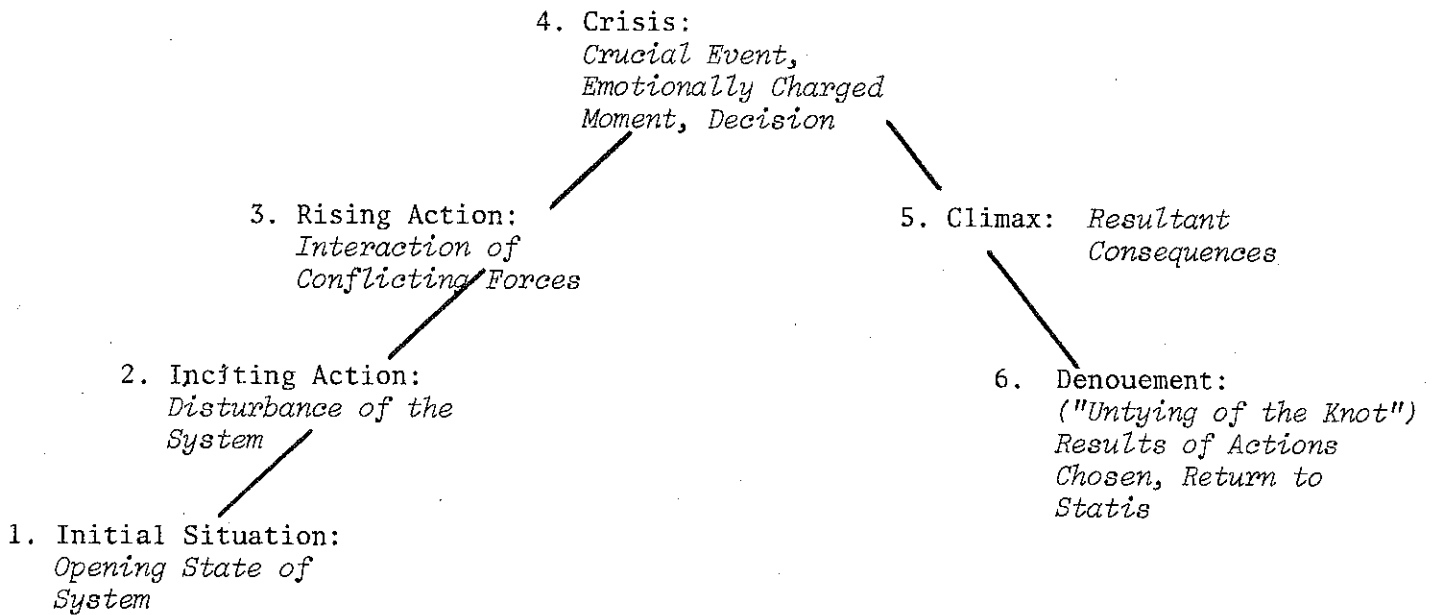 4. Crisis:
Crucial Event,
Emotionally Charged
Moment, Decision
3. Rising Action:
Interaction of
Conflicting Forces
5. Climax: Resultant
Consequences
2. Inciting Action:
Disturbance of the
System
6. Denouement:
("Untying of the Knot")
Results of Actions
Chosen, Return to
Statis
1. Initial Situation:
Opening State of
System